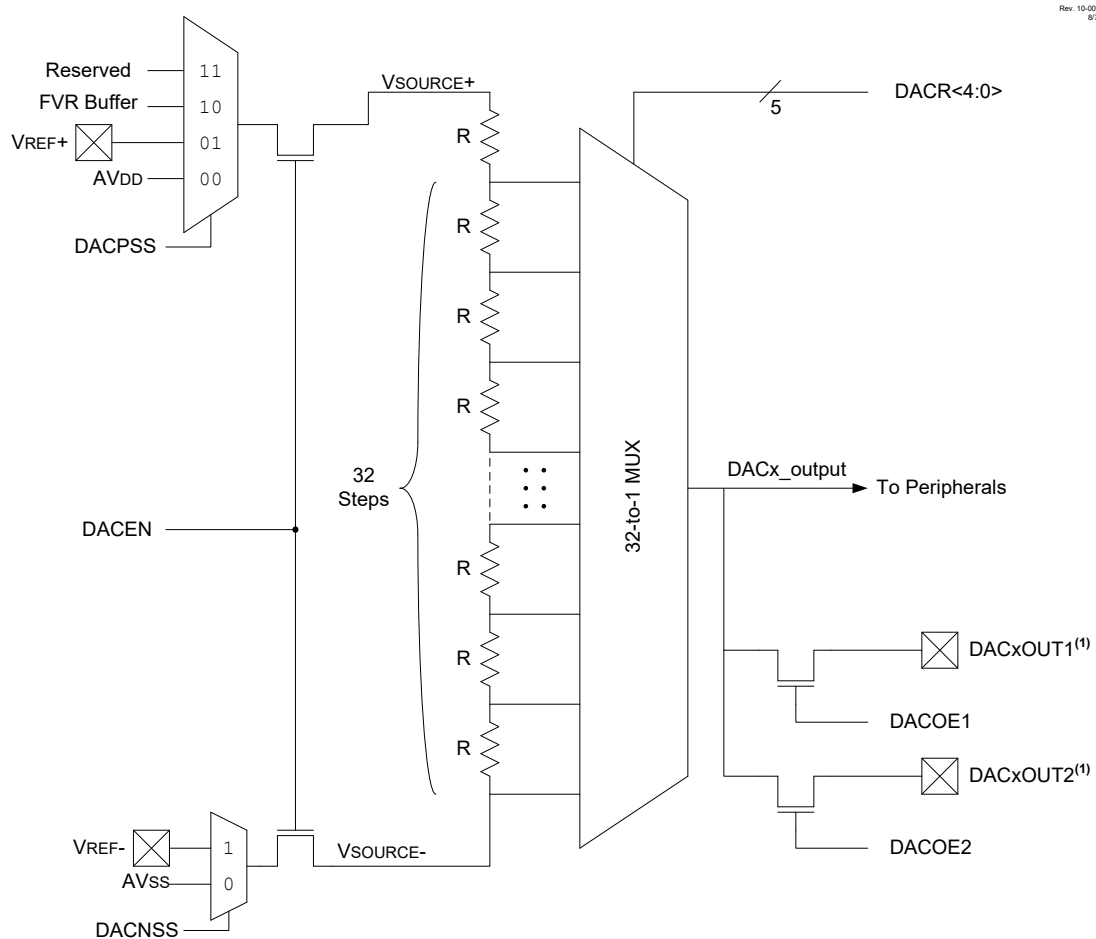 Rev. 10-00
8/7
Reserved
11
VSOURCE+
DACR<4:0>
FVR Buffer
10
5
VREF+
01
R
AVDD
00
DACPSS
R
R
R
32
Steps
32-to-1 MUX
DACx_output
To Peripherals
DACEN
R
R
DACxOUT1(1)
DACOE1
R
DACxOUT2(1)
VREF-
1
VSOURCE-
DACOE2
AVSS
0
DACNSS